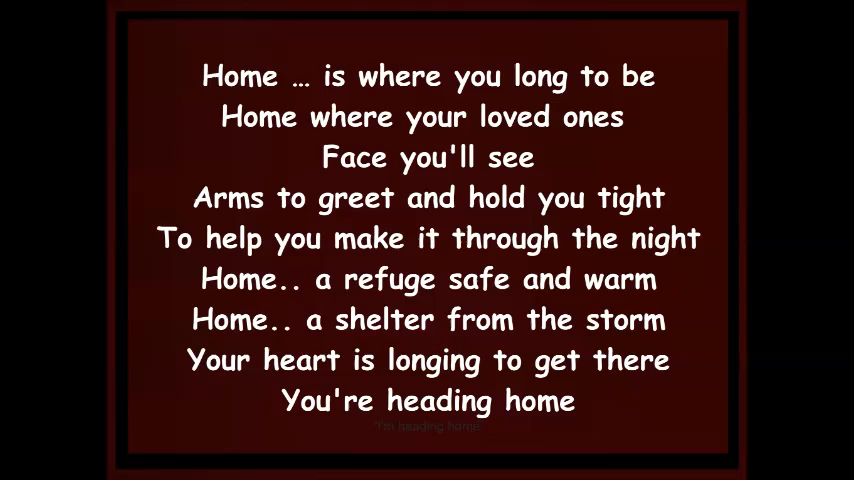 Home … is where you long to be
Home where your loved ones
Face you'll see
Arms to greet and hold you tight
To help you make it through the night
Home.. a refuge safe and warm
Home.. a shelter from the storm
Your heart is longing to get there
You're heading home
"I'm heading home"